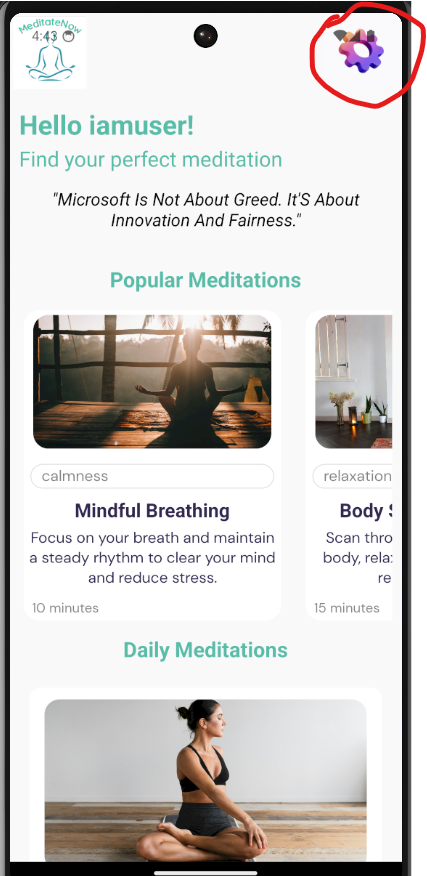 MeditateNow
4:43
Hello iamuser!
Find your perfect meditation
"Microsoft Is Not About Greed. It'S About
Innovation And Fairness."
Popular Meditations
calmness
relaxation
Mindful Breathing
Body
Focus on your breath and maintain
a steady rhythm to clear your mind
and reduce stress.
Scan thro
body, rela
re
10 minutes
15 minutes
Daily Meditations